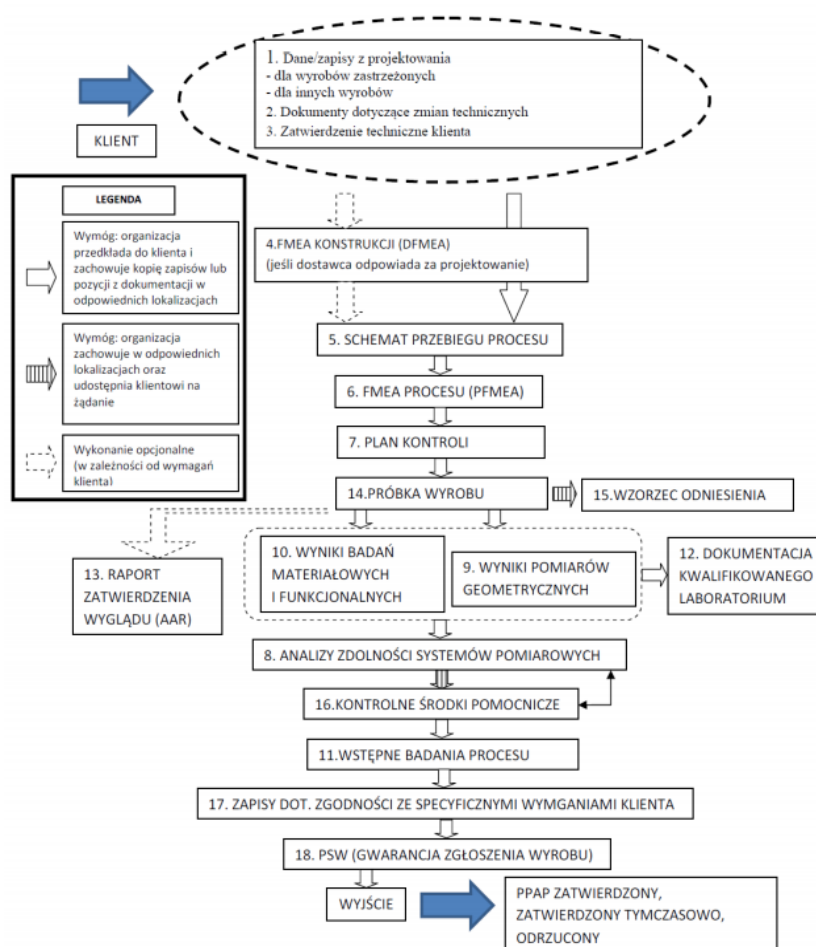 1. Dane/zapisy z projektowania
- dla wyrobów zastrzeżonych
- dla innych wyrobów
2. Dokumenty dotyczące zmian technicznych
3. Zatwierdzenie techniczne klienta
KLIENT
LEGENDA
Wymóg: organizacja
przedkłada do klienta i
zachowuje kopię zapisów lub
pozycji z dokumentacji w
odpowiednich lokalizacjach
Wymóg: organizacja
zachowuje w odpowiednich
lokalizacjach oraz
udostępnia klientowi na
żądanie
Wykonanie opcjonalne
(w zależności od wymagań
klienta)
4.FMEA KONSTRUKCJI (DFMEA)
(jeśli dostawca odpowiada za projektowanie)
5. SCHEMAT PRZEBIEGU PROCESU
6. FMEA PROCESU (PFMEA)
7. PLAN KONTROLI
14.PRÓBKA WYROBU
15.WZORZEC ODNIESIENIA
13. RAPORT
ZATWIERDZENIA
WYGLĄDU (AAR)
10. WYNIKI BADAŃ
MATERIAŁOWYCH
I FUNKCJONALNYCH
9. WYNIKI POMIARÓW
GEOMETRYCZNYCH
12. DOKUMENTACJA
KWALIFIKOWANEGO
LABORATORIUM
8. ANALIZY ZDOLNOŚCI SYSTEMÓW POMIAROWYCH
16.KONTROLNE ŚRODKI POMOCNICZE
11.WSTĘPNE BADANIA PROCESU
17. ZAPISY DOT. ZGODNOŚCI ZE SPECYFICZNYMI WYMGANIAMI KLIENTA
18. PSW (GWARANCJA ZGŁOSZENIA WYROBU)
WYJŚCIE
PPAP ZATWIERDZONY,
ZATWIERDZONY TYMCZASOWO,
ODRZUCONY